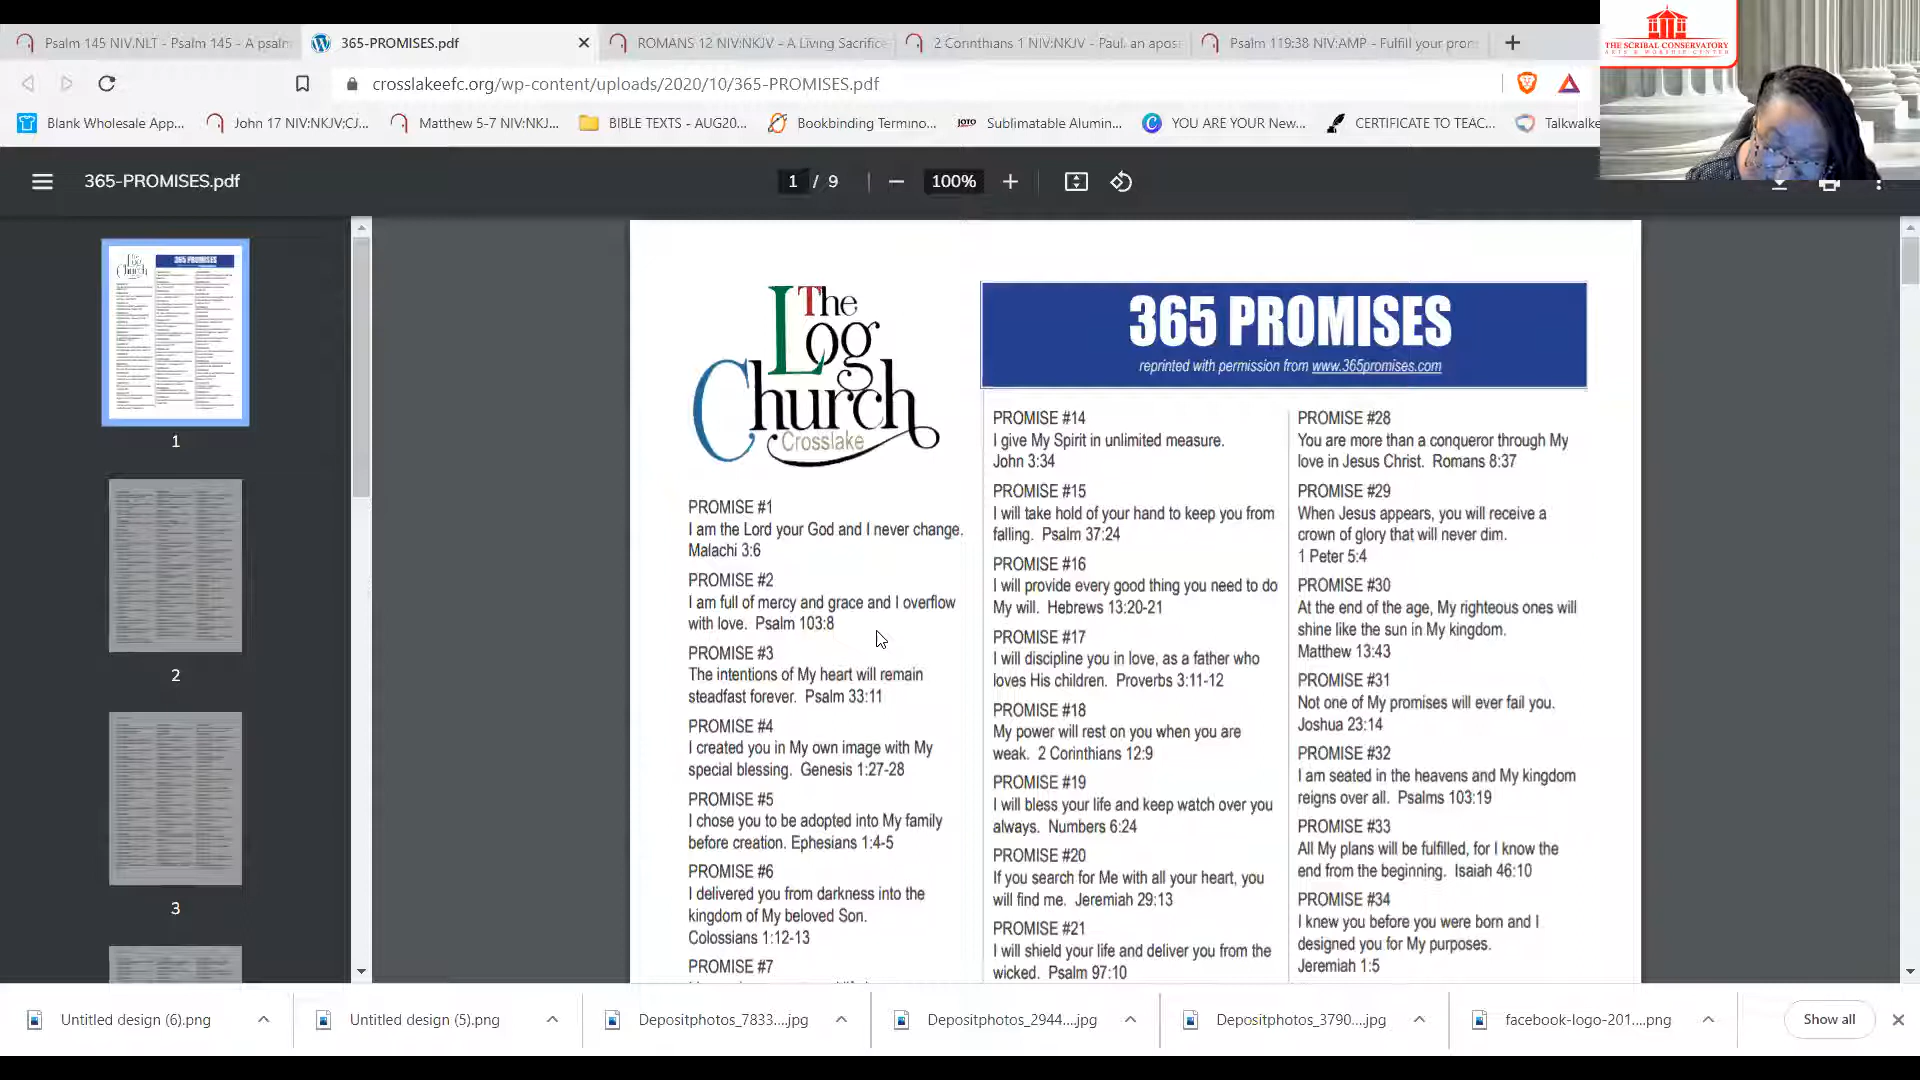 Psalm 145 NIV.NLT - Psalm 145 - A psalm
365-PROMISES.pdf
ROMANS 12 NIV:NKJV - A Living Sacrifice
2 Corinthians 1 NIV:NKJV - Paul, an apos
Psalm 119:38 NIV:AMP - Fulfill your pron
crosslakeefc.org/wp-content/uploads/2020/10/365-PROMISES.pdf
THE SCRIBAL CONSERVATORY
ARTS & WORSHIP CENTER
Blank Wholesale App...
John 17 NIV:NKJV;CJ...
Matthew 5-7 NIV:NKJ...
BIBLE TEXTS - AUG20...
Bookbinding Termino...
JOTO
Sublimatable Alumin...
YOU ARE YOUR New...
CERTIFICATE TO TEAC...
Talkwalke
365-PROMISES.pdf
1 / 9
100%
1
2
3
The
Log
Church
Crosslake
365 PROMISES
reprinted with permission from www.365promises.com
PROMISE #1
I am the Lord your God and I never change.
Malachi 3:6
PROMISE #2
I am full of mercy and grace and I overflow
with love. Psalm 103:8
PROMISE #3
The intentions of My heart will remain
steadfast forever. Psalm 33:11
PROMISE #4
I created you in My own image with My
special blessing. Genesis 1:27-28
PROMISE #5
I chose you to be adopted into My family
before creation. Ephesians 1:4-5
PROMISE #6
I delivered you from darkness into the
kingdom of My beloved Son.
Colossians 1:12-13
PROMISE #7
PROMISE #14
I give My Spirit in unlimited measure.
John 3:34
PROMISE #15
I will take hold of your hand to keep you from
falling. Psalm 37:24
PROMISE #16
I will provide every good thing you need to do
My will. Hebrews 13:20-21
PROMISE #17
I will discipline you in love, as a father who
loves His children. Proverbs 3:11-12
PROMISE #18
My power will rest on you when you are
weak. 2 Corinthians 12:9
PROMISE #19
I will bless your life and keep watch over you
always. Numbers 6:24
PROMISE #20
If you search for Me with all your heart, you
will find me. Jeremiah 29:13
PROMISE #21
I will shield your life and deliver you from the
wicked. Psalm 97:10
PROMISE #28
You are more than a conqueror through My
love in Jesus Christ. Romans 8:37
PROMISE #29
When Jesus appears, you will receive a
crown of glory that will never dim.
1 Peter 5:4
PROMISE #30
At the end of the age, My righteous ones will
shine like the sun in My kingdom.
Matthew 13:43
PROMISE #31
Not one of My promises will ever fail you.
Joshua 23:14
PROMISE #32
I am seated in the heavens and My kingdom
reigns over all. Psalms 103:19
PROMISE #33
All My plans will be fulfilled, for I know the
end from the beginning. Isaiah 46:10
PROMISE #34
I knew you before you were born and I
designed you for My purposes.
Jeremiah 1:5
Untitled design (6).png
Untitled design (5).png
Depositphotos_7833....jpg
Depositphotos_2944....jpg
Depositphotos_3790....jpg
facebook-logo-201....png
Show all